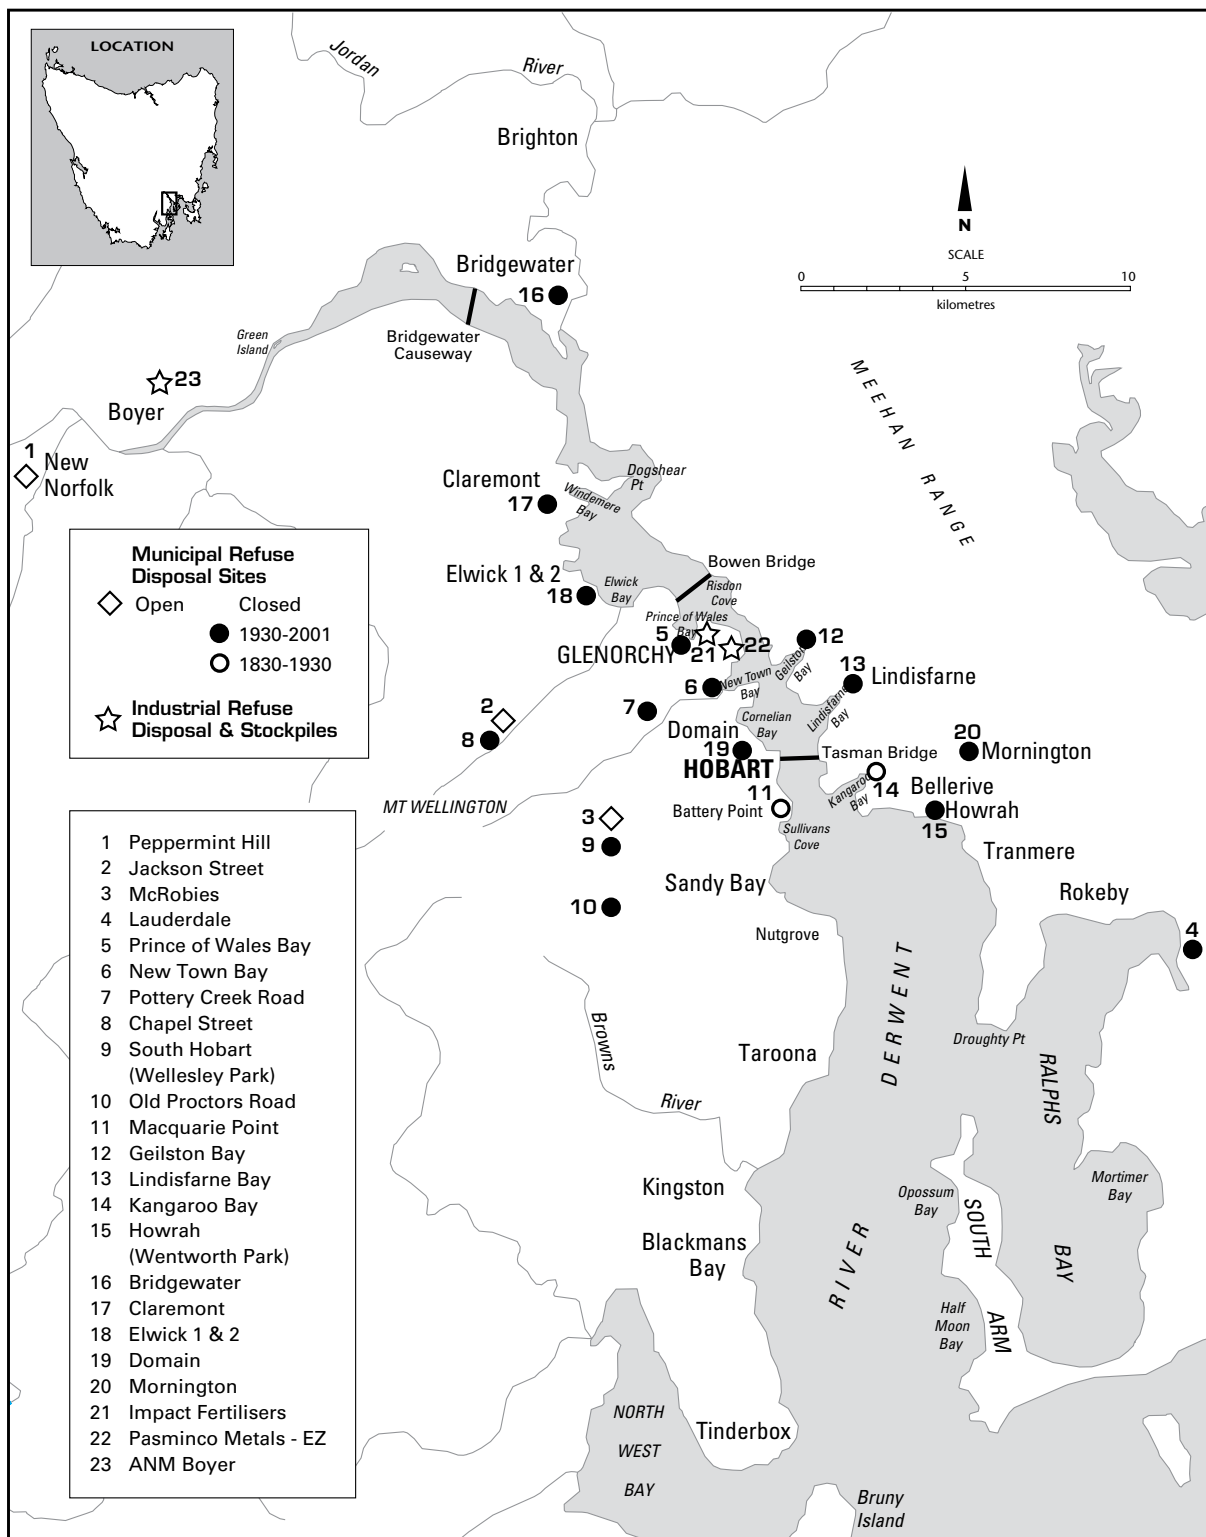 LOCATION
Jordan
River
Brighton
N
SCALE
0 5 10
kilometres
Bridgewater
16
Bridgewater
Causeway
Green
Island
23
Boyer
1
New
Norfolk
MEEHAN RANGE
Claremont
17
Dogshear
Pt
Windemere
Bay
Municipal Refuse
Disposal Sites
Open
Closed
1930-2001
1830-1930
Industrial Refuse
Disposal & Stockpiles
Elwick 1 & 2
18
Elwick
Bay
Bowen Bridge
Risdon
Cove
Prince of Wales
Bay
5
21
22
GLENORCHY
12
Geilston
Bay
13
Lindisfarne
Lindisfarne
Bay
6
New Town
Bay
7
2
8
Cornelian
Bay
Domain
19
HOBART
Tasman Bridge
20
Mornington
MT WELLINGTON
11
Battery Point
Kangaroo
Bay
14
Bellerive
Howrah
15
Sullivans
Cove
3
9
10
Tranmere
Sandy Bay
Rokeby
Nutgrove
4
DERWENT
RIVER
Browns
River
Taroona
Droughty Pt
RALPHS
BAY
Kingston
Opossum
Bay
Mortimer
Bay
SOUTH
ARM
Blackmans
Bay
Half
Moon
Bay
NORTH
WEST
BAY
Tinderbox
Bruny
Island
1 Peppermint Hill
2 Jackson Street
3 McRobies
4 Lauderdale
5 Prince of Wales Bay
6 New Town Bay
7 Pottery Creek Road
8 Chapel Street
9 South Hobart
(Wellesley Park)
10 Old Proctors Road
11 Macquarie Point
12 Geilston Bay
13 Lindisfarne Bay
14 Kangaroo Bay
15 Howrah
(Wentworth Park)
16 Bridgewater
17 Claremont
18 Elwick 1 & 2
19 Domain
20 Mornington
21 Impact Fertilisers
22 Pasminco Metals - EZ
23 ANM Boyer